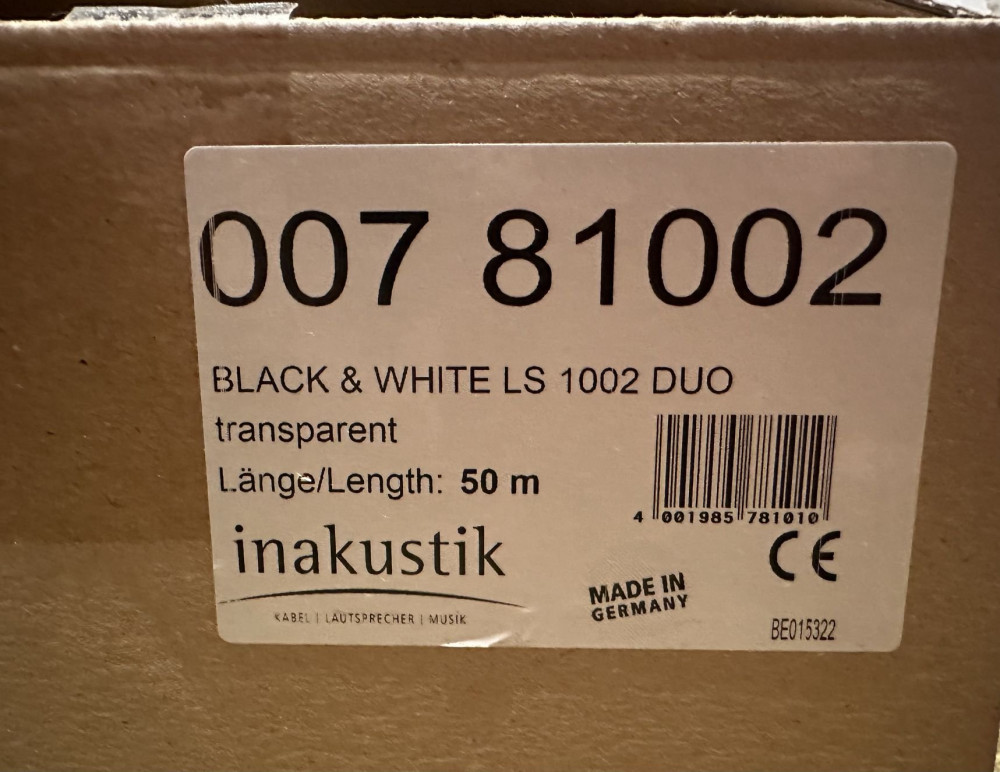 007 81002
BLACK & WHITE LS 1002 DUO
transparent
Länge/Length: 50 m
4 001985 781010
inakustik
KABEL | LAUTSPRECHER | MUSIK
MADE IN
GERMANY
CE
BE015322